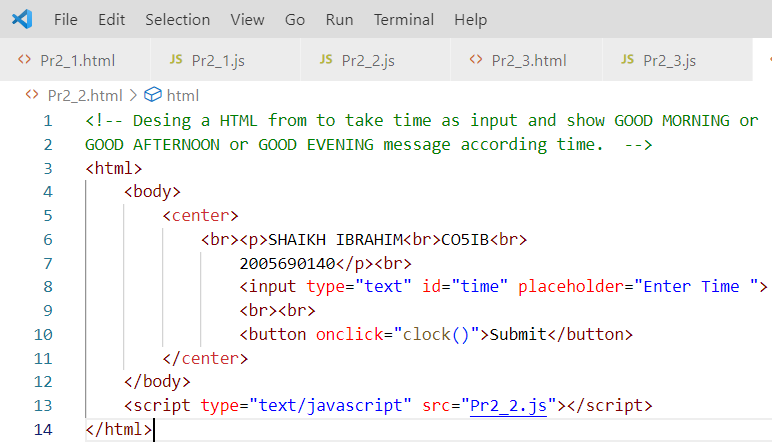 File Edit Selection View Go Run Terminal Help
<> Pr2_1.html JS Pr2_1.js JS Pr2_2.js <> Pr2_3.html JS Pr2_3.js
<> Pr2_2.html > html
1 <!-- Desing a HTML from to take time as input and show GOOD MORNING or
2 GOOD AFTERNOON or GOOD EVENING message according time.  -->
3 <html>
4     <body>
5         <center>
6             <br><p>SHAIKH IBRAHIM<br>CO5IB<br>
7                 2005690140</p><br>
8                 <input type="text" id="time" placeholder="Enter Time ">
9                 <br><br>
10                 <button onclick="clock()">Submit</button>
11         </center>
12     </body>
13     <script type="text/javascript" src="Pr2_2.js"></script>
14 </html>